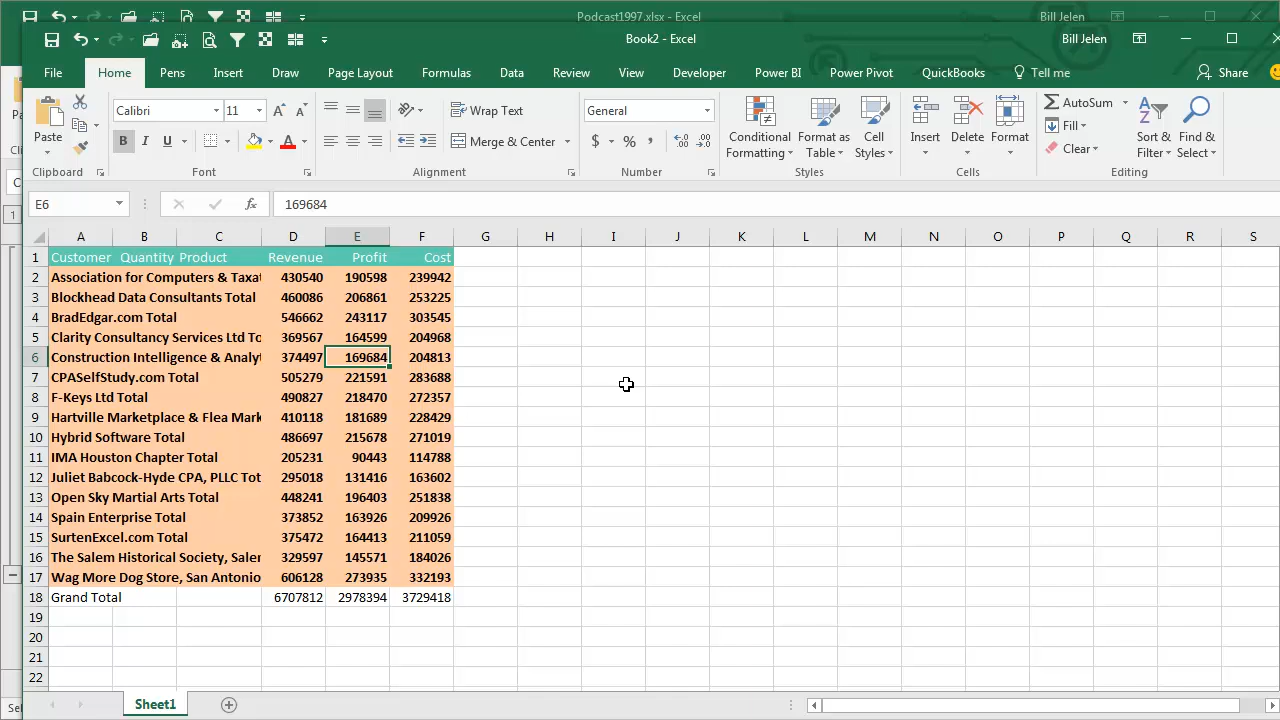 Podcast1997.xlsx - Excel
Bill Jelen
Book2 - Excel
Bill Jelen
File Home Pens Insert Draw Page Layout Formulas Data Review View Developer Power BI Power Pivot QuickBooks Tell me Share
Calibri 11 Wrap Text General AutoSum
Fill
Paste B I U Merge & Center $ % , Conditional Formatting Format as Table Cell Styles Insert Delete Format Clear Sort & Filter Find & Select
Clipboard Font Alignment Number Styles Cells Editing
E6 fx 169684
A B C D E F G H I J K L M N O P Q R S
1 Customer Quantity Product Revenue Profit Cost
2 Association for Computers & Taxat 430540 190598 239942
3 Blockhead Data Consultants Total 460086 206861 253225
4 BradEdgar.com Total 546662 243117 303545
5 Clarity Consultancy Services Ltd To 369567 164599 204968
6 Construction Intelligence & Analyt 374497 169684 204813
7 CPASelfStudy.com Total 505279 221591 283688
8 F-Keys Ltd Total 490827 218470 272357
9 Hartville Marketplace & Flea Mark 410118 181689 228429
10 Hybrid Software Total 486697 215678 271019
11 IMA Houston Chapter Total 205231 90443 114788
12 Juliet Babcock-Hyde CPA, PLLC Tot 295018 131416 163602
13 Open Sky Martial Arts Total 448241 196403 251838
14 Spain Enterprise Total 373852 163926 209926
15 SurtenExcel.com Total 375472 164413 211059
16 The Salem Historical Society, Saler 329597 145571 184026
17 Wag More Dog Store, San Antonio 606128 273935 332193
18 Grand Total 6707812 2978394 3729418
19
20
21
22
Sheet1